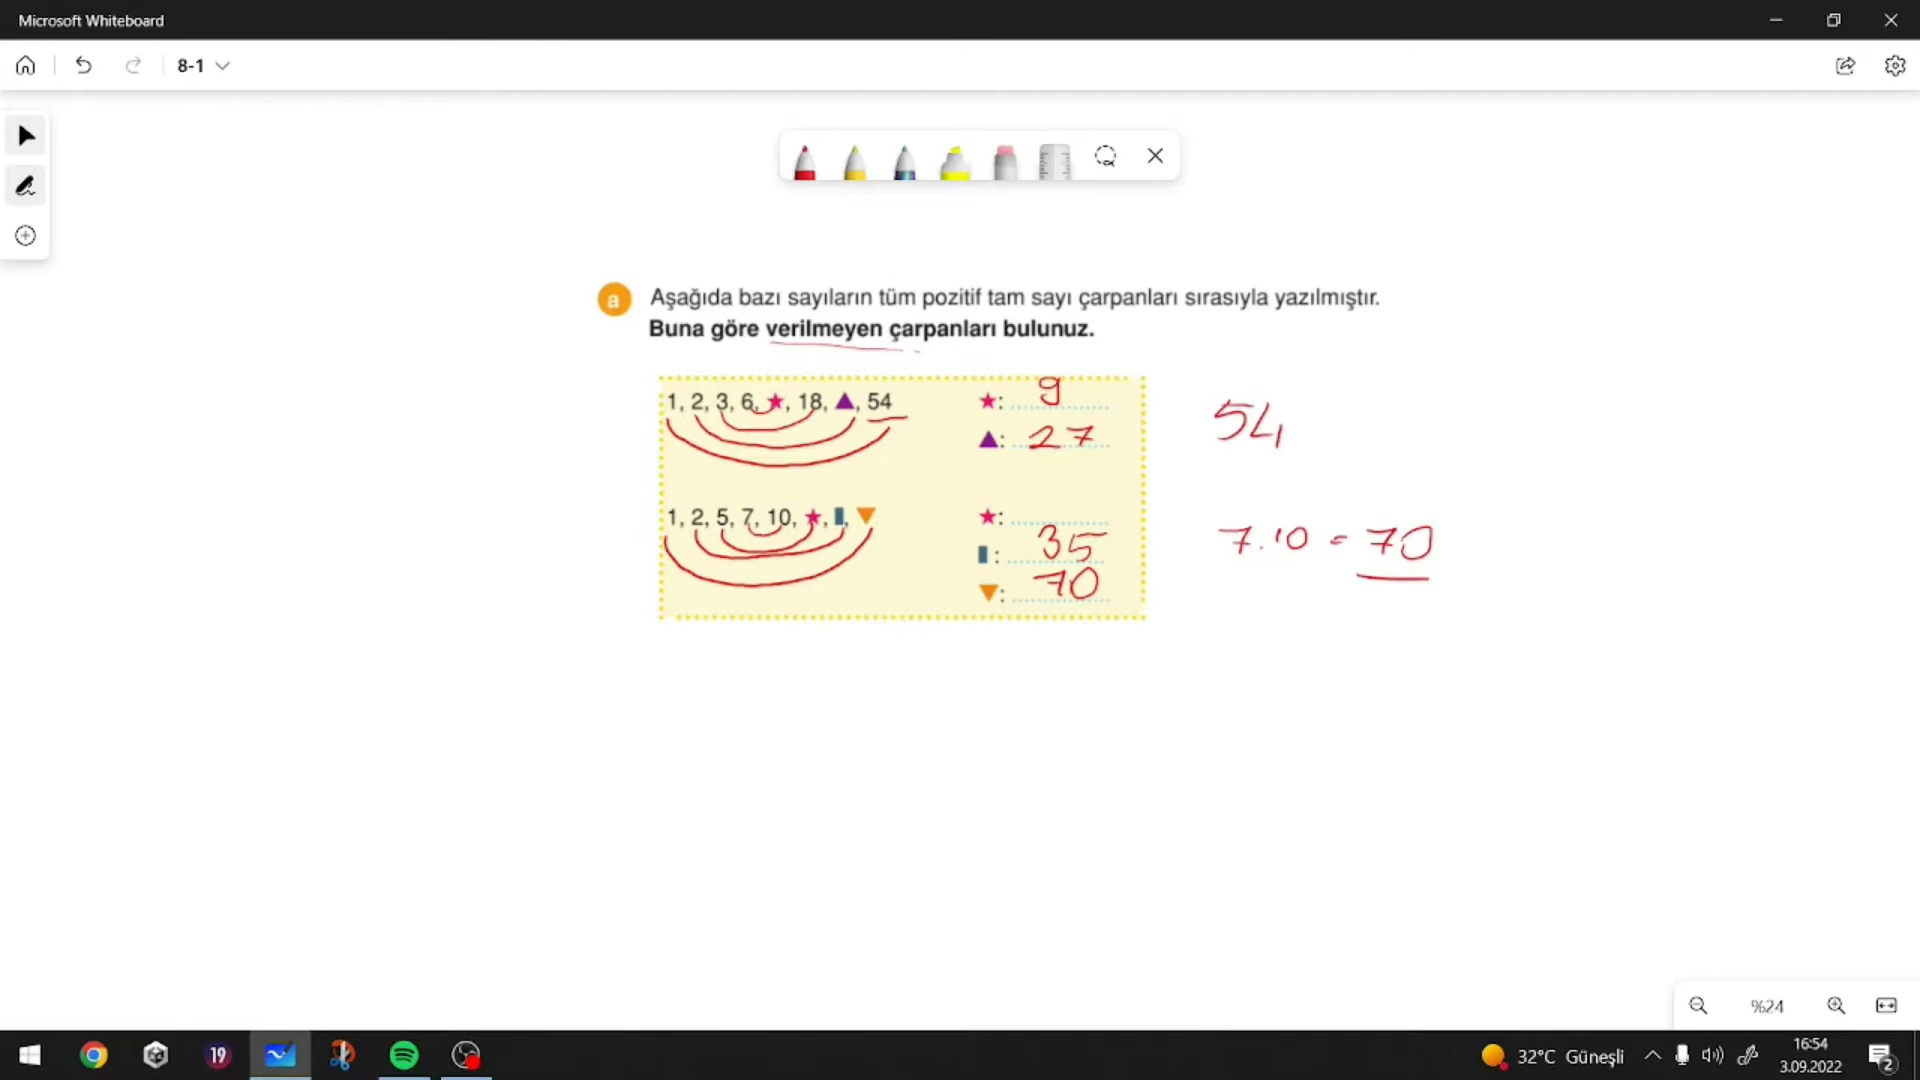 Microsoft Whiteboard
8-1
a Aşağıda bazı sayıların tüm pozitif tam sayı çarpanları sırasıyla yazılmıştır.
Buna göre verilmeyen çarpanları bulunuz.
1, 2, 3, 6, ★, 18, ▲, 54
★: 9
▲: 27
54
1, 2, 5, 7, 10, ★, ▮, ▼
★:
▮: 35
▼: 70
7.10 = 70
%24
19
32°C Güneşli
16:54
3.09.2022
2